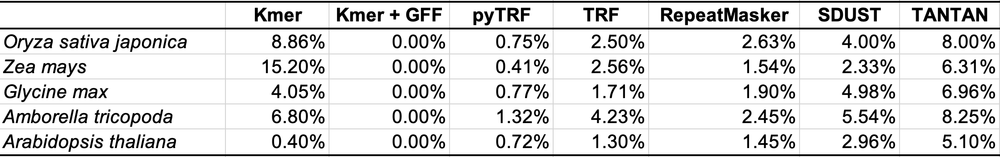 Kmer Kmer + GFF pyTRF TRF RepeatMasker SDUST TANTAN
Oryza sativa japonica 8.86% 0.00% 0.75% 2.50% 2.63% 4.00% 8.00%
Zea mays 15.20% 0.00% 0.41% 2.56% 1.54% 2.33% 6.31%
Glycine max 4.05% 0.00% 0.77% 1.71% 1.90% 4.98% 6.96%
Amborella tricopoda 6.80% 0.00% 1.32% 4.23% 2.45% 5.54% 8.25%
Arabidopsis thaliana 0.40% 0.00% 0.72% 1.30% 1.45% 2.96% 5.10%